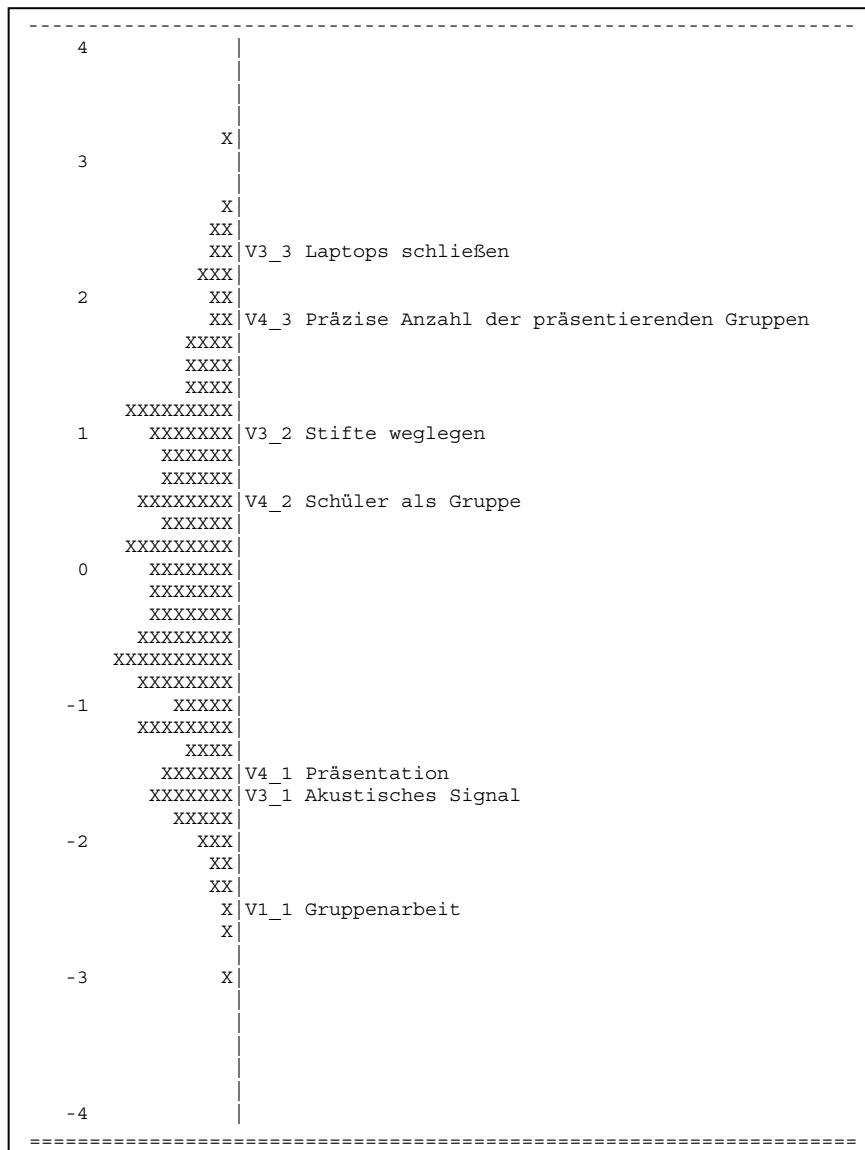 ---------------------------------------------------------------------
4 |
|
|
|
X|
3 |
|
X|
XX|
XX|V3_3 Laptops schließen
XXX|
2 XX|
XX|V4_3 Präzise Anzahl der präsentierenden Gruppen
XXXX|
XXXX|
XXXX|
XXXXXXXXX|
1 XXXXXXX|V3_2 Stifte weglegen
XXXXXX|
XXXXXX|
XXXXXXXX|V4_2 Schüler als Gruppe
XXXXXX|
XXXXXXXXX|
0 XXXXXXX|
XXXXXXX|
XXXXXXX|
XXXXXXXX|
XXXXXXXXXX|
XXXXXXXX|
-1 XXXXX|
XXXXXXXX|
XXXX|
XXXXXX|V4_1 Präsentation
XXXXXXX|V3_1 Akustisches Signal
XXXXX|
-2 XXX|
XX|
XX|
X|V1_1 Gruppenarbeit
X|
|
-3 X|
|
|
|
|
|
-4 |
=====================================================================